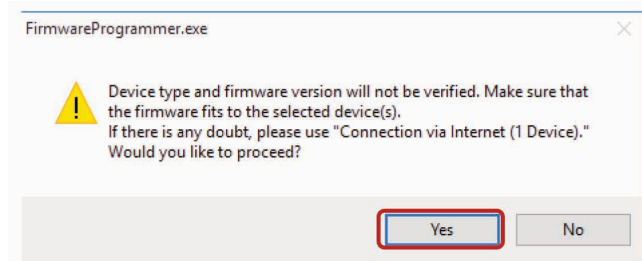 FirmwareProgrammer.exe
Device type and firmware version will not be verified. Make sure that
the firmware fits to the selected device(s).
If there is any doubt, please use "Connection via Internet (1 Device)."
Would you like to proceed?
Yes
No